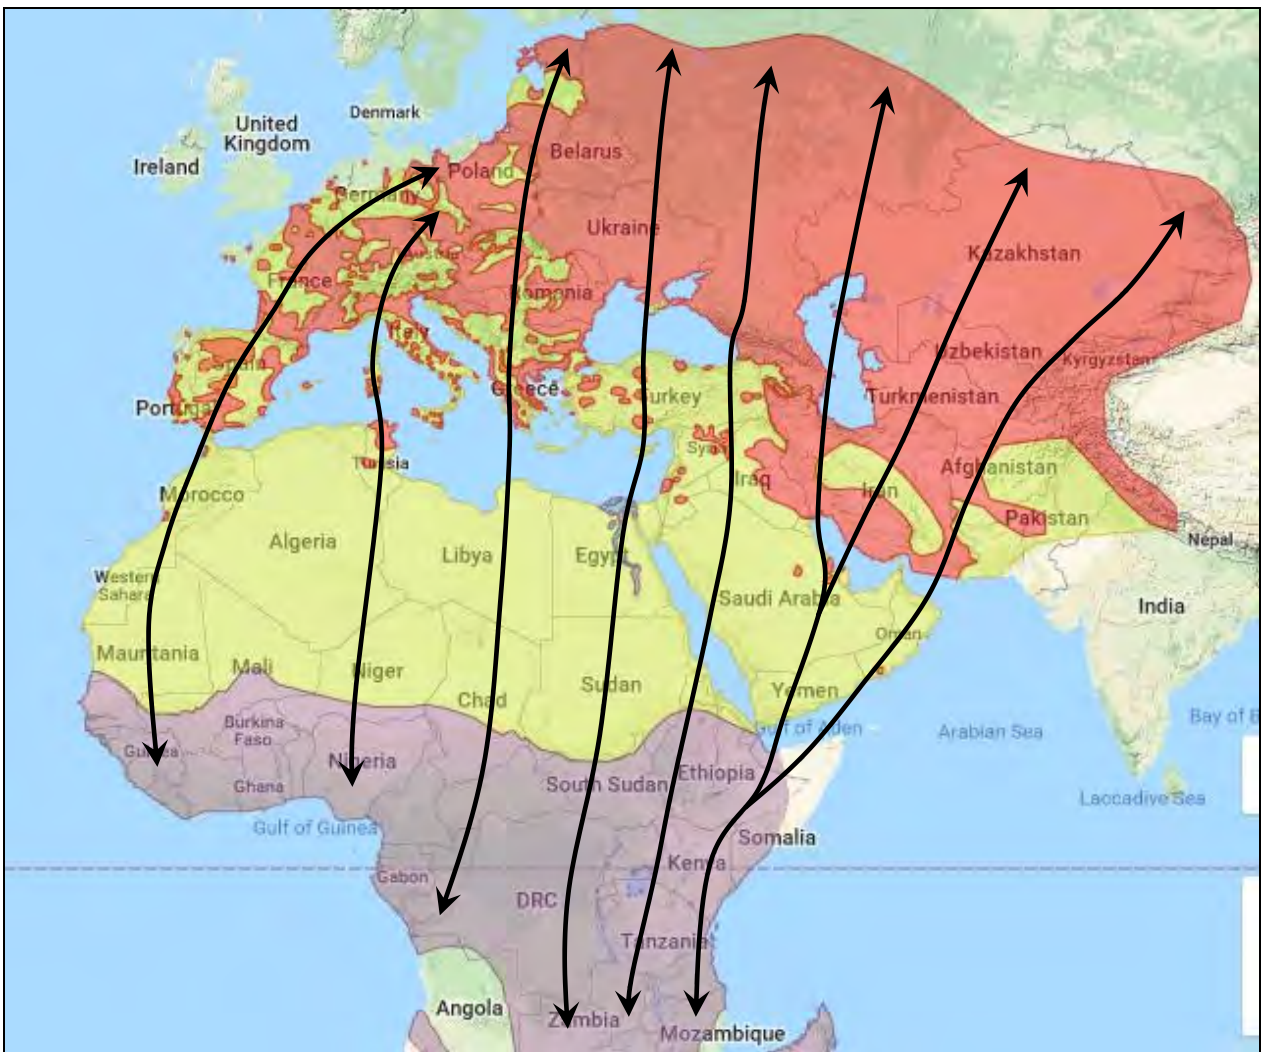 Denmark
United
Kingdom
Ireland
Belarus
Poland
Germany
Ukraine
Kazakhstan
Austria
France
Romania
Italy
Uzbekistan
Kyrgyzstan
Spain
Greece
Turkey
Turkmenistan
Portugal
Syria
Afghanistan
Tunisia
Iraq
Iran
Morocco
Pakistan
Algeria
Libya
Egypt
Nepal
Western
Sahara
Saudi Arabia
India
Oman
Mauritania
Mali
Niger
Sudan
Yemen
Chad
Burkina
Faso
Gulf of Aden
Arabian Sea
Bay of B
Guinea
Nigeria
Ethiopia
South Sudan
Ghana
Laccadive Sea
Gulf of Guinea
Somalia
Kenya
Gabon
DRC
Tanzania
Angola
Zambia
Mozambique